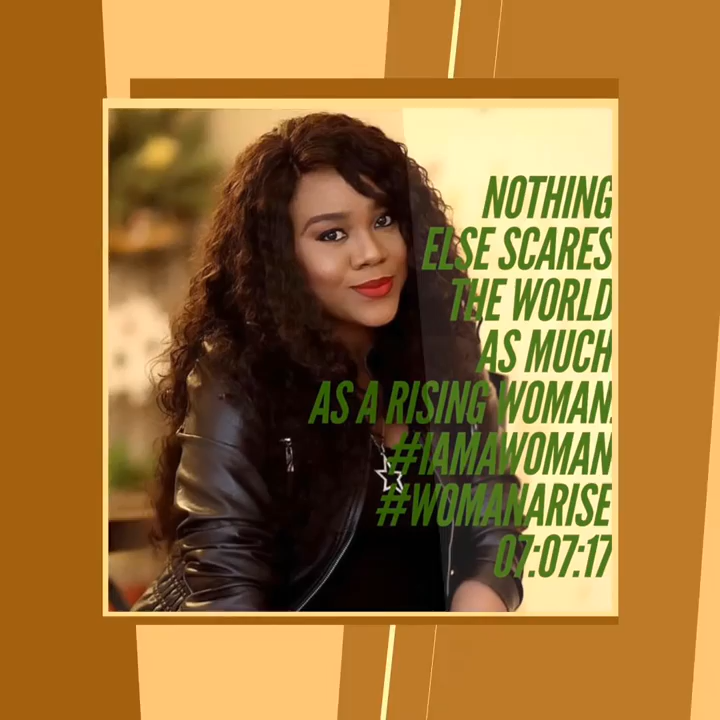 NOTHING
ELSE SCARES
THE WORLD
AS MUCH
AS A RISING WOMAN.
#IAMAWOMAN
#WOMANARISE
07:07:17